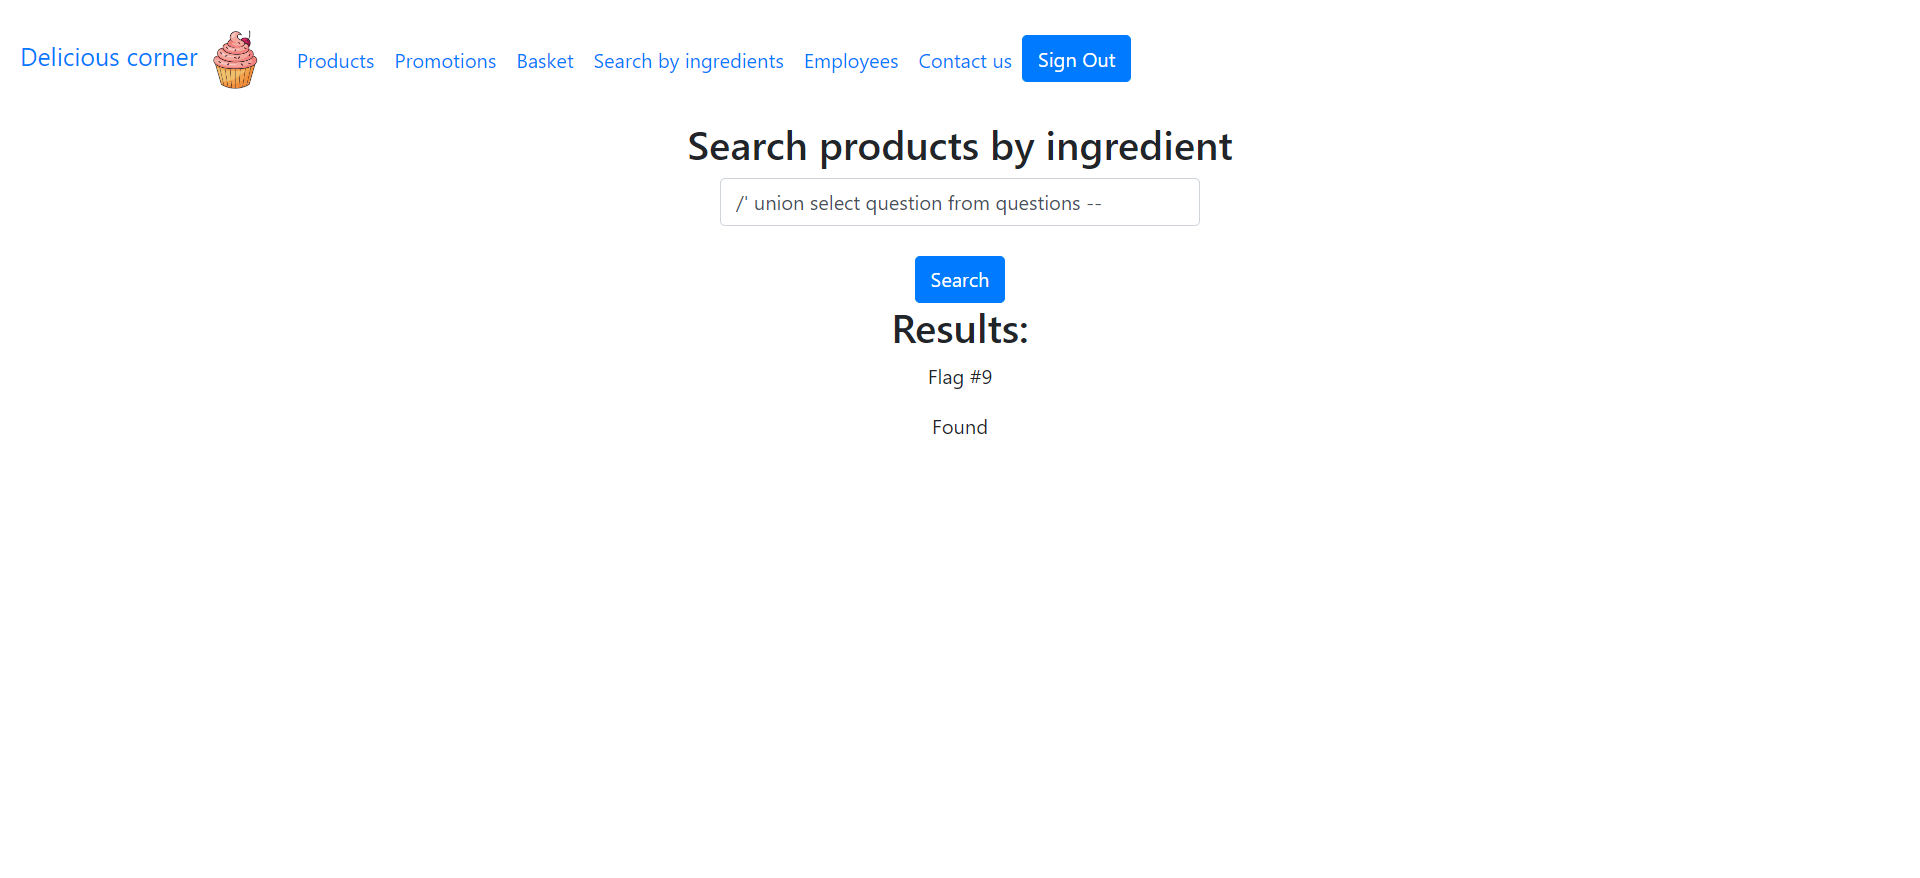 Delicious corner Products Promotions Basket Search by ingredients Employees Contact us Sign Out
Search products by ingredient
/' union select question from questions --
Search
Results:
Flag #9
Found